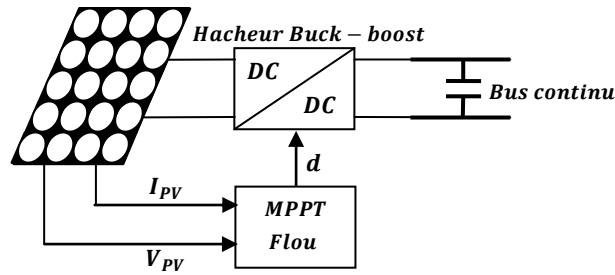 Hacheur Buck – boost
DC
DC
Bus continu
d
I_PV
MPPT
Flou
V_PV